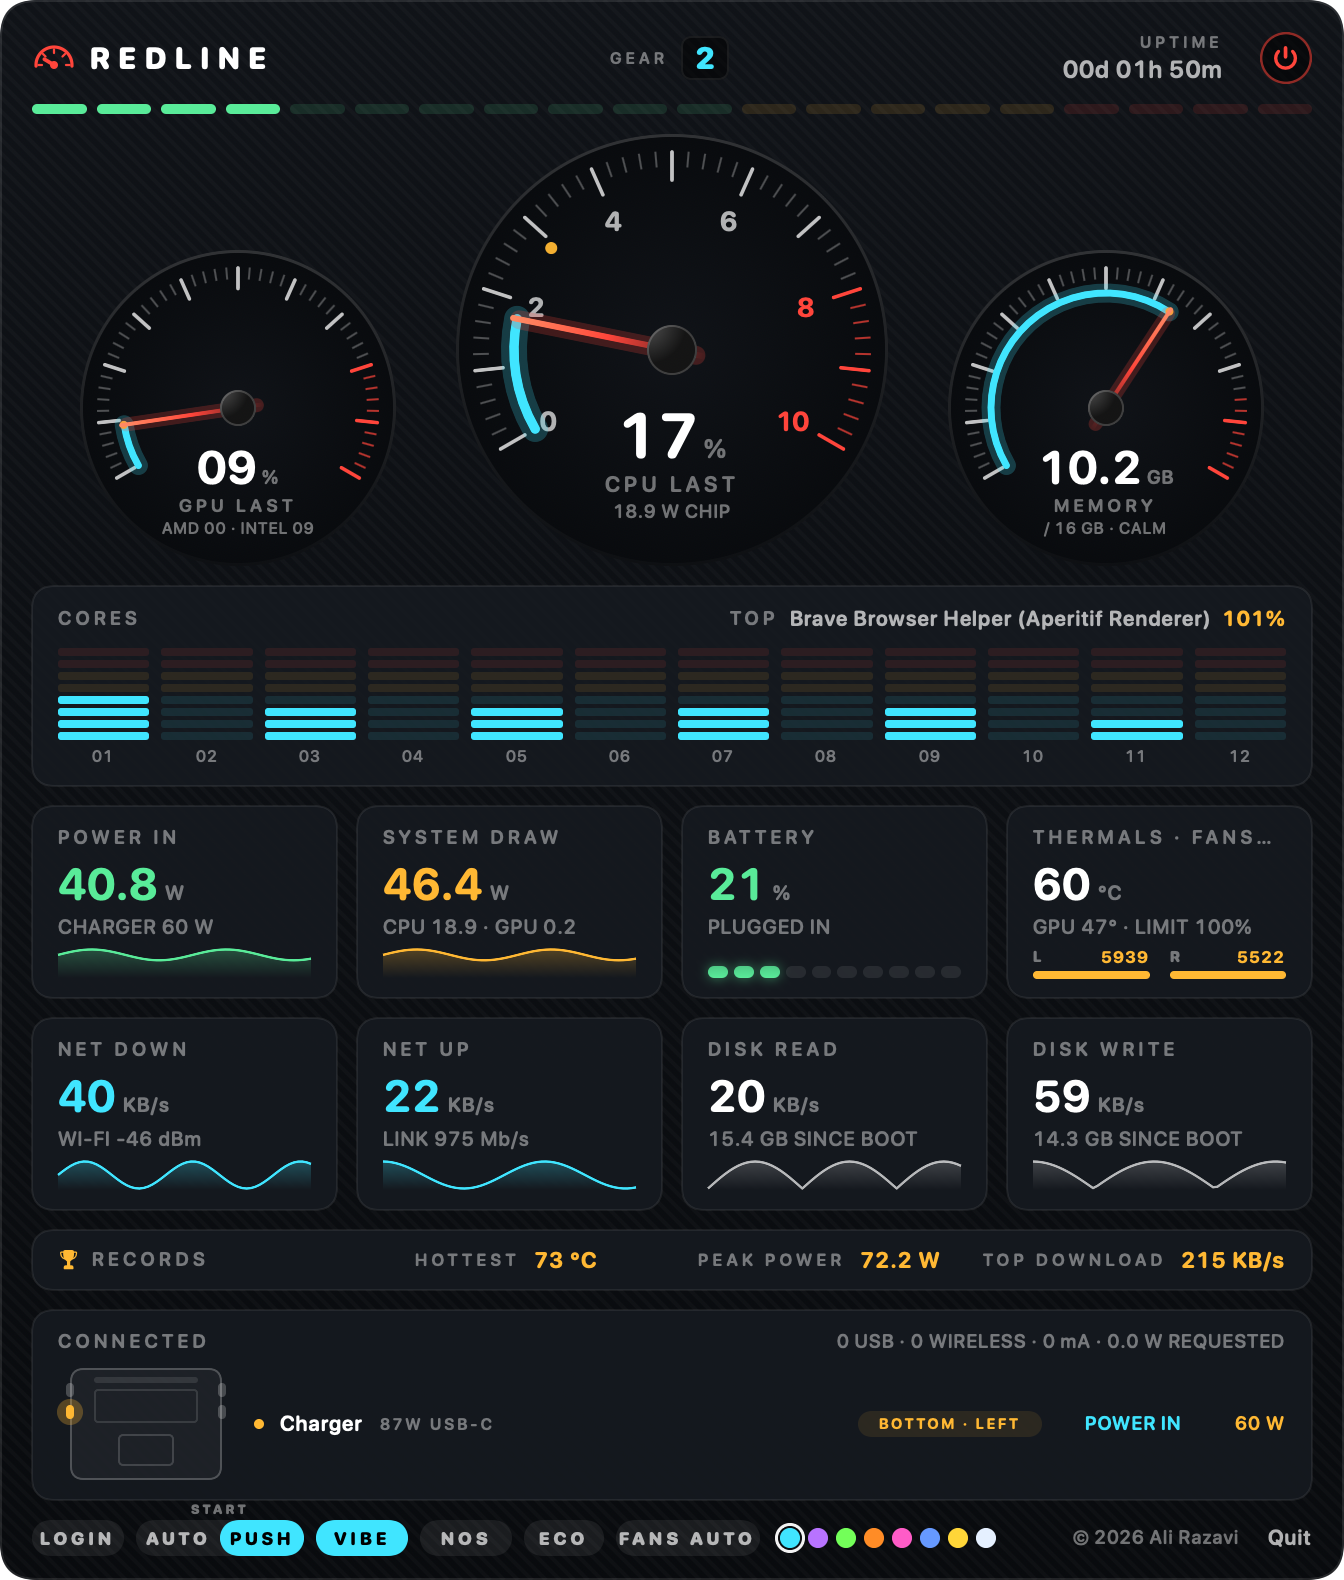 REDLINE
GEAR 2
UPTIME
00d 01h 50m
4 6
2 8
0 10
17 %
CPU LAST
18.9 W CHIP
09 %
GPU LAST
AMD 00 · INTEL 09
10.2 GB
MEMORY
/ 16 GB · CALM
CORES TOP Brave Browser Helper (Aperitif Renderer) 101%
01 02 03 04 05 06 07 08 09 10 11 12
POWER IN
40.8 W
CHARGER 60 W
SYSTEM DRAW
46.4 W
CPU 18.9 · GPU 0.2
BATTERY
21 %
PLUGGED IN
THERMALS · FANS…
60 °C
GPU 47° · LIMIT 100%
L 5939 R 5522
NET DOWN
40 KB/s
WI-FI -46 dBm
NET UP
22 KB/s
LINK 975 Mb/s
DISK READ
20 KB/s
15.4 GB SINCE BOOT
DISK WRITE
59 KB/s
14.3 GB SINCE BOOT
RECORDS HOTTEST 73 °C PEAK POWER 72.2 W TOP DOWNLOAD 215 KB/s
CONNECTED 0 USB · 0 WIRELESS · 0 mA · 0.0 W REQUESTED
Charger 87W USB-C BOTTOM · LEFT POWER IN 60 W
START
LOGIN AUTO PUSH VIBE NOS ECO FANS AUTO © 2026 Ali Razavi Quit